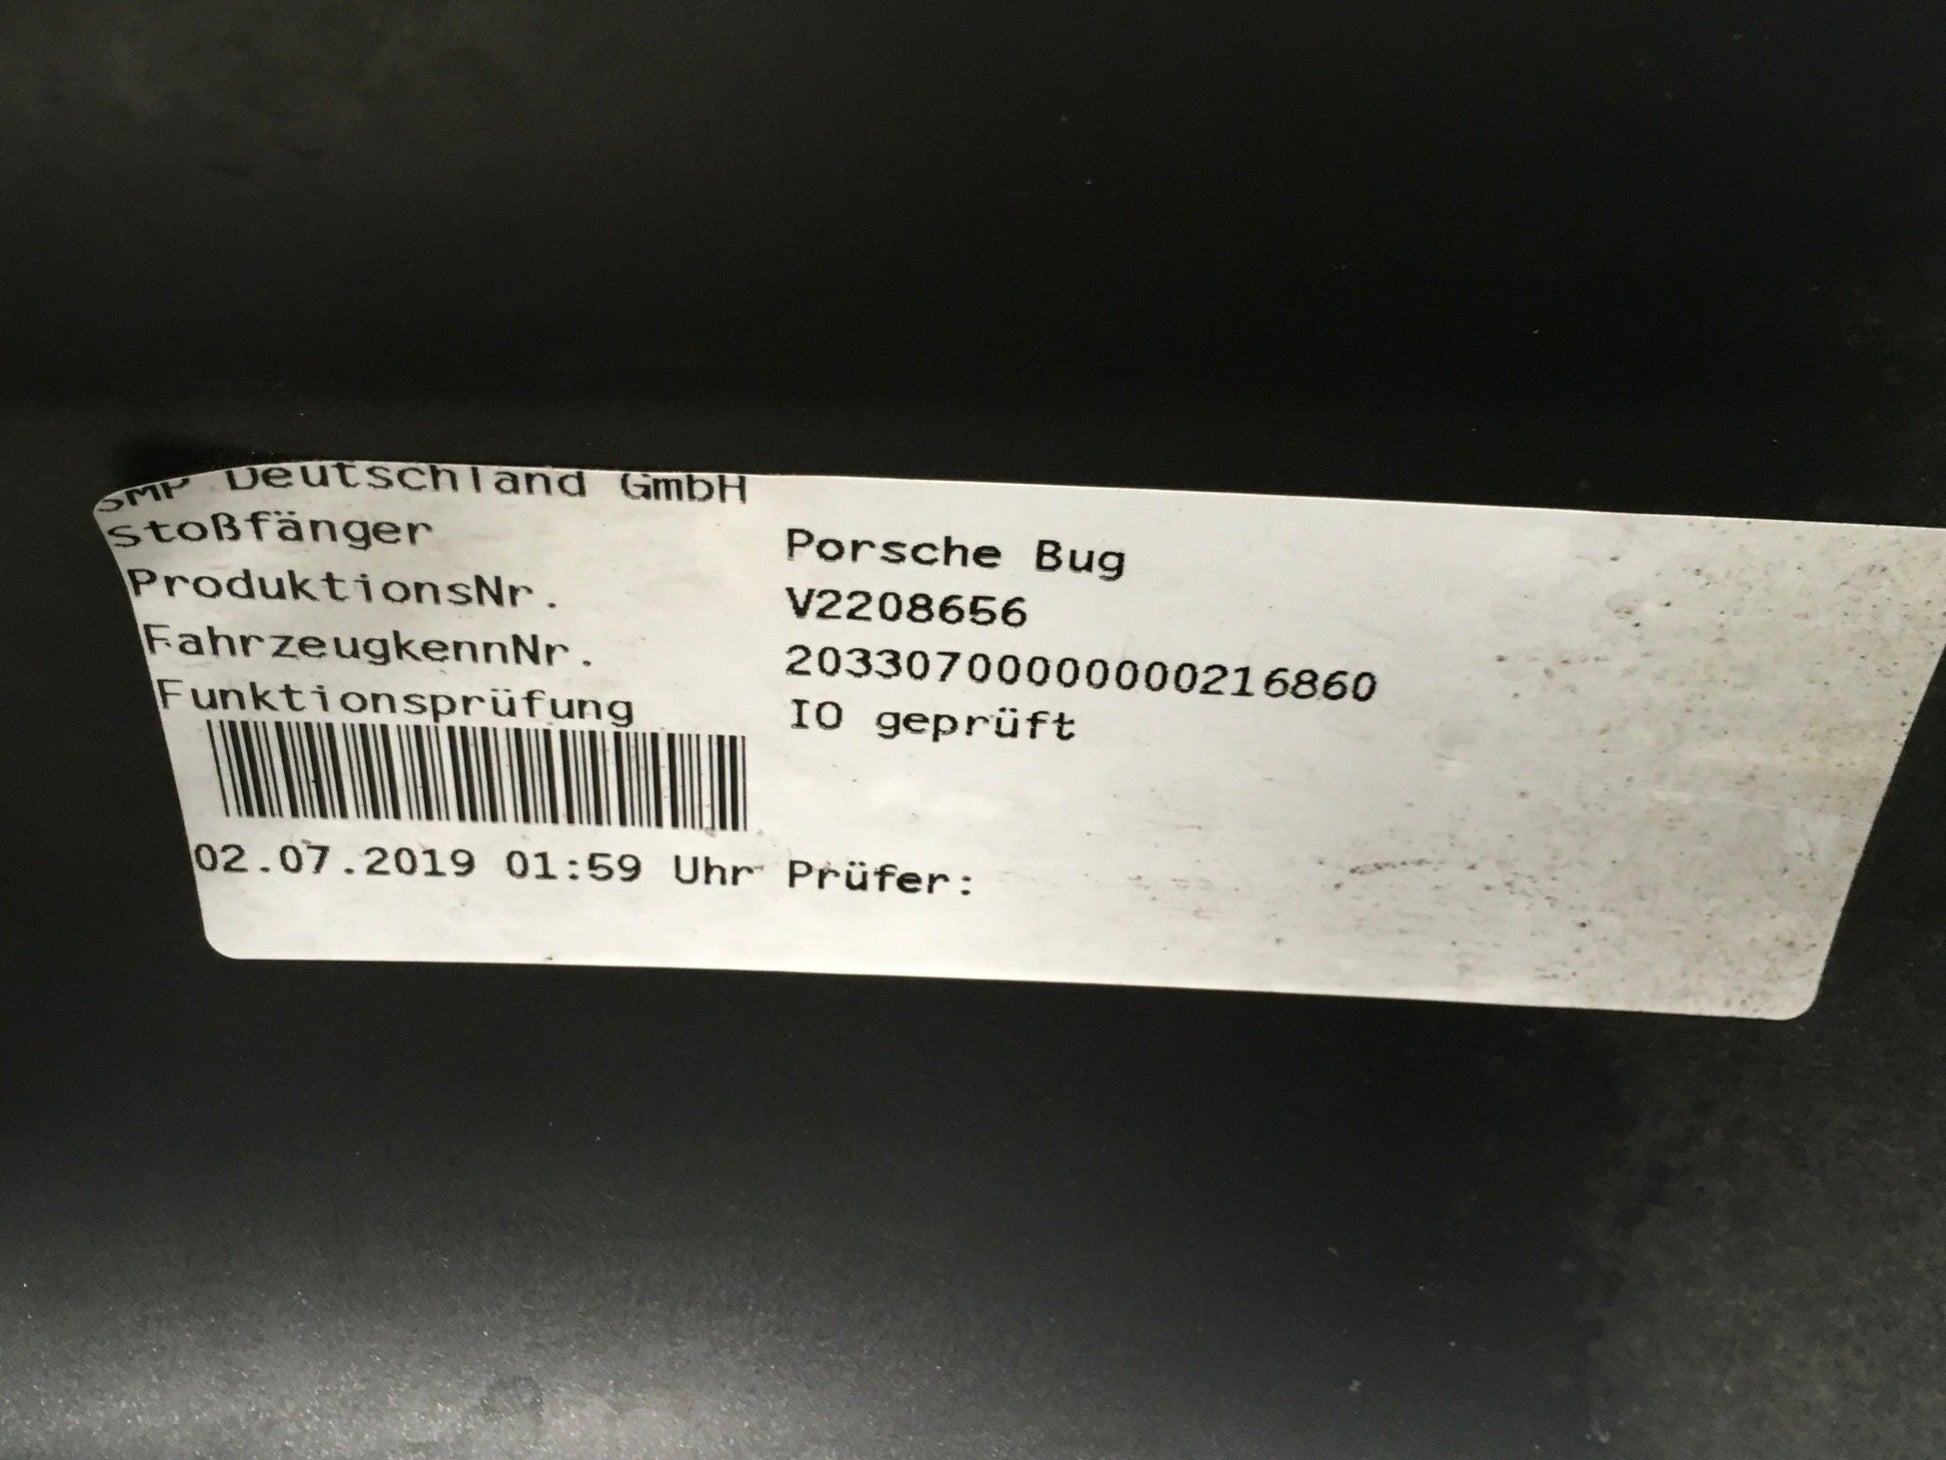 SMP Deutschland GmbH
Stoßfänger Porsche Bug
ProduktionsNr. V2208656
FahrzeugkennNr. 20330700000000216860
Funktionsprüfung IO geprüft
02.07.2019 01:59 Uhr Prüfer: